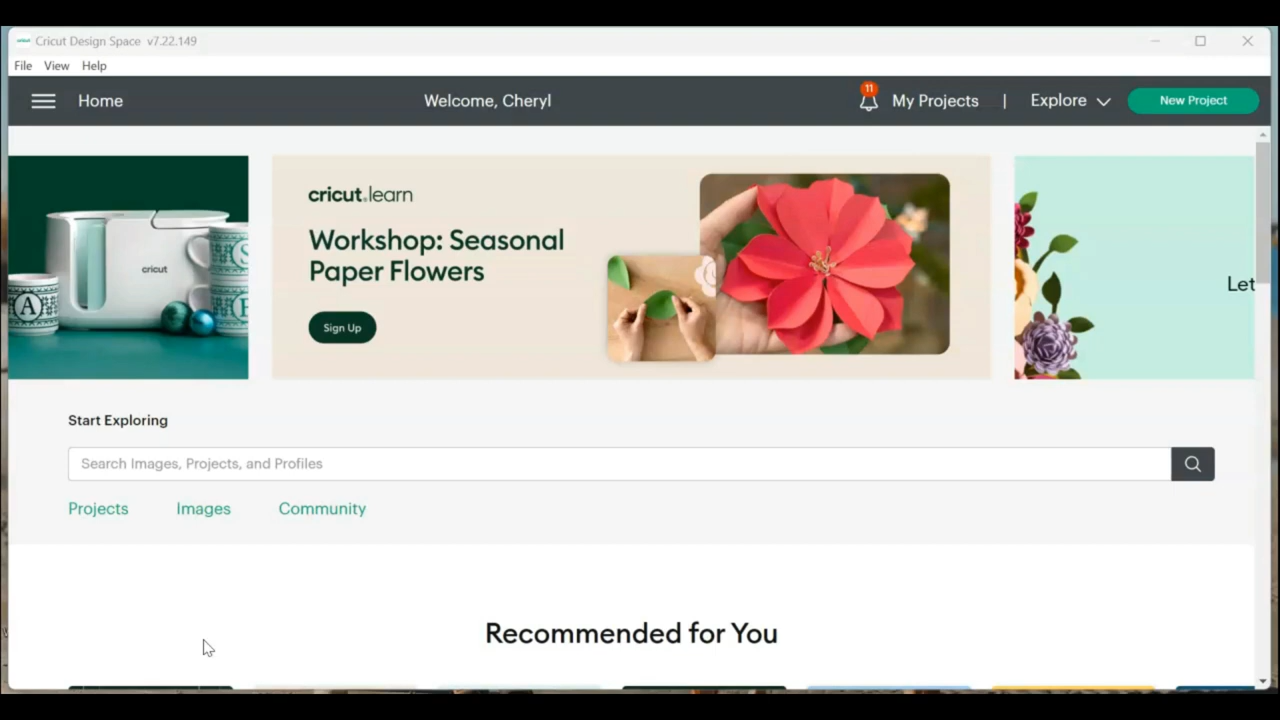 Cricut Design Space v7.22.149
File View Help
Home
Welcome, Cheryl
11
My Projects | Explore
New Project
cricut
A
S
cricut.learn
Workshop: Seasonal
Paper Flowers
Sign Up
Let
Start Exploring
Search Images, Projects, and Profiles
Projects Images Community
Recommended for You